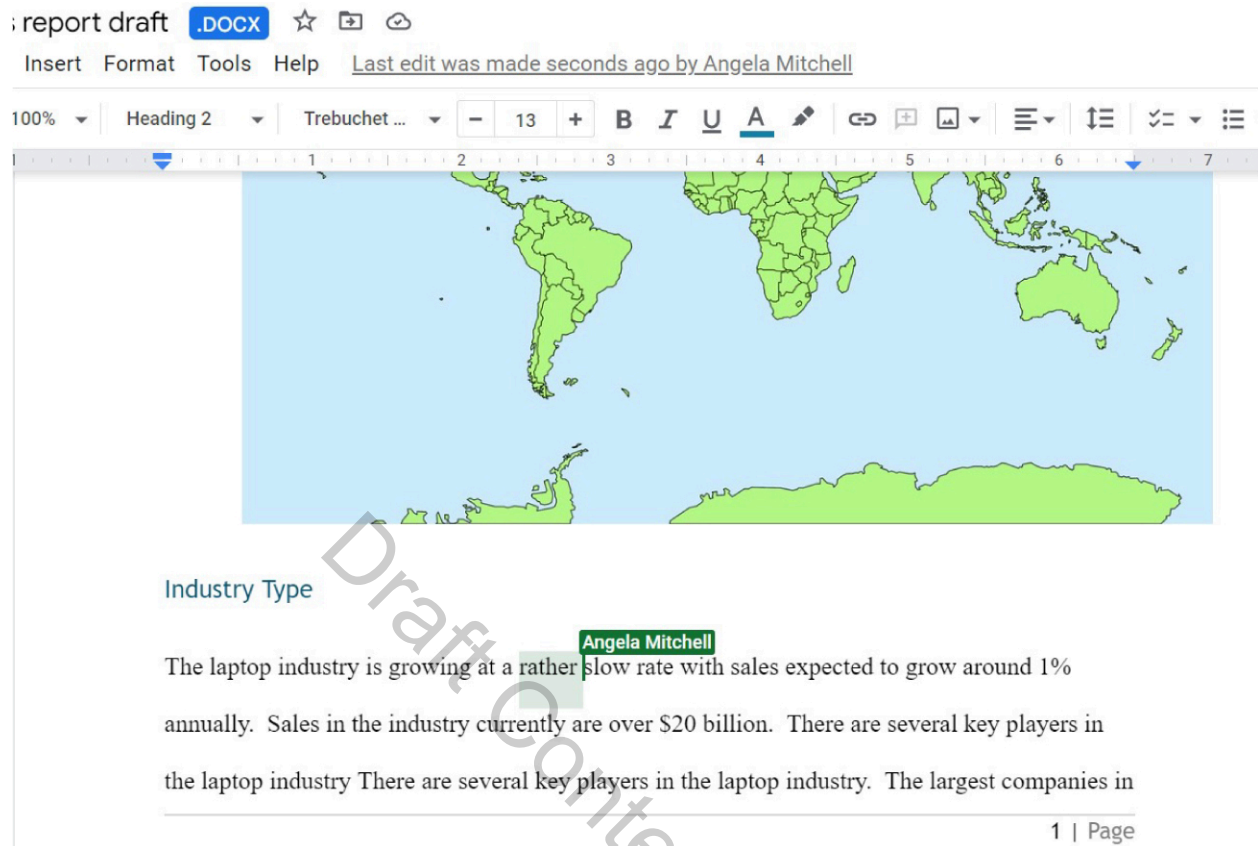 report draft .DOCX
Insert Format Tools Help Last edit was made seconds ago by Angela Mitchell
100% Heading 2 Trebuchet ... − 13 + B I U A
1 2 3 4 5 6 7
Industry Type
Angela Mitchell
The laptop industry is growing at a rather slow rate with sales expected to grow around 1%
annually.  Sales in the industry currently are over $20 billion.  There are several key players in
the laptop industry There are several key players in the laptop industry.  The largest companies in
Draft Conte
1 | Page